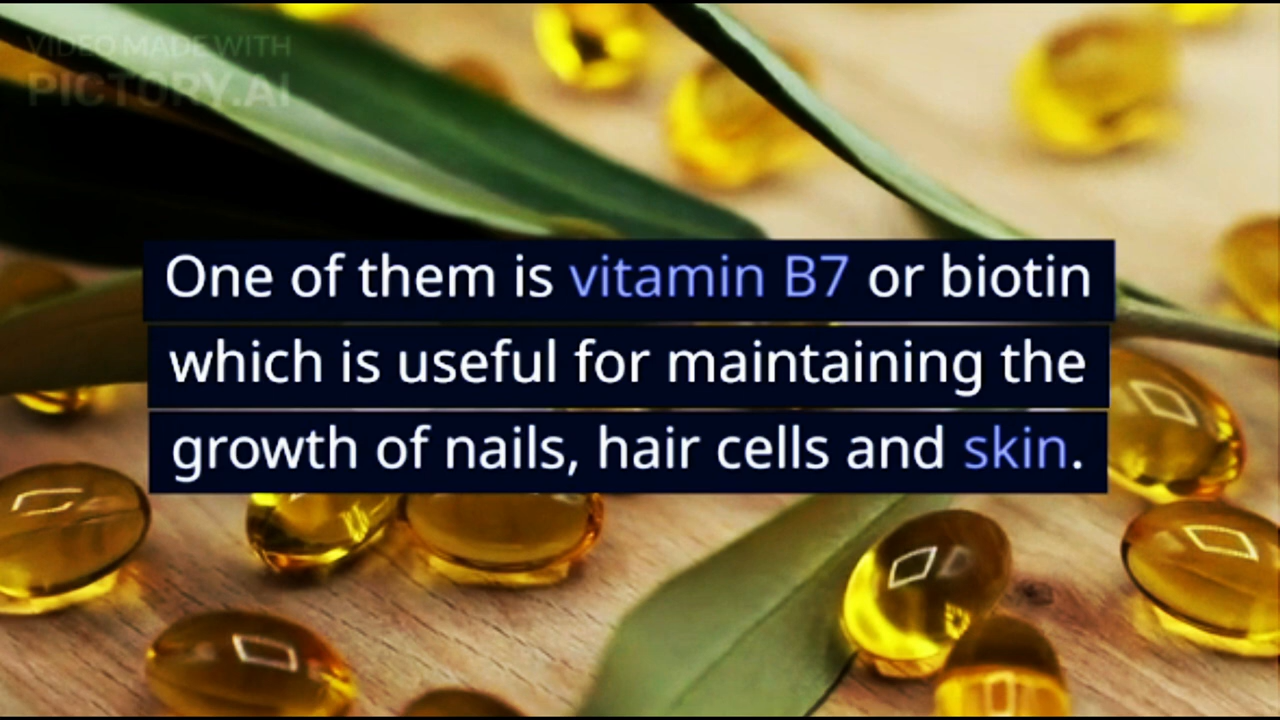 VIDEO MADE WITH
PICTORY.AI
One of them is vitamin B7 or biotin
which is useful for maintaining the
growth of nails, hair cells and skin.